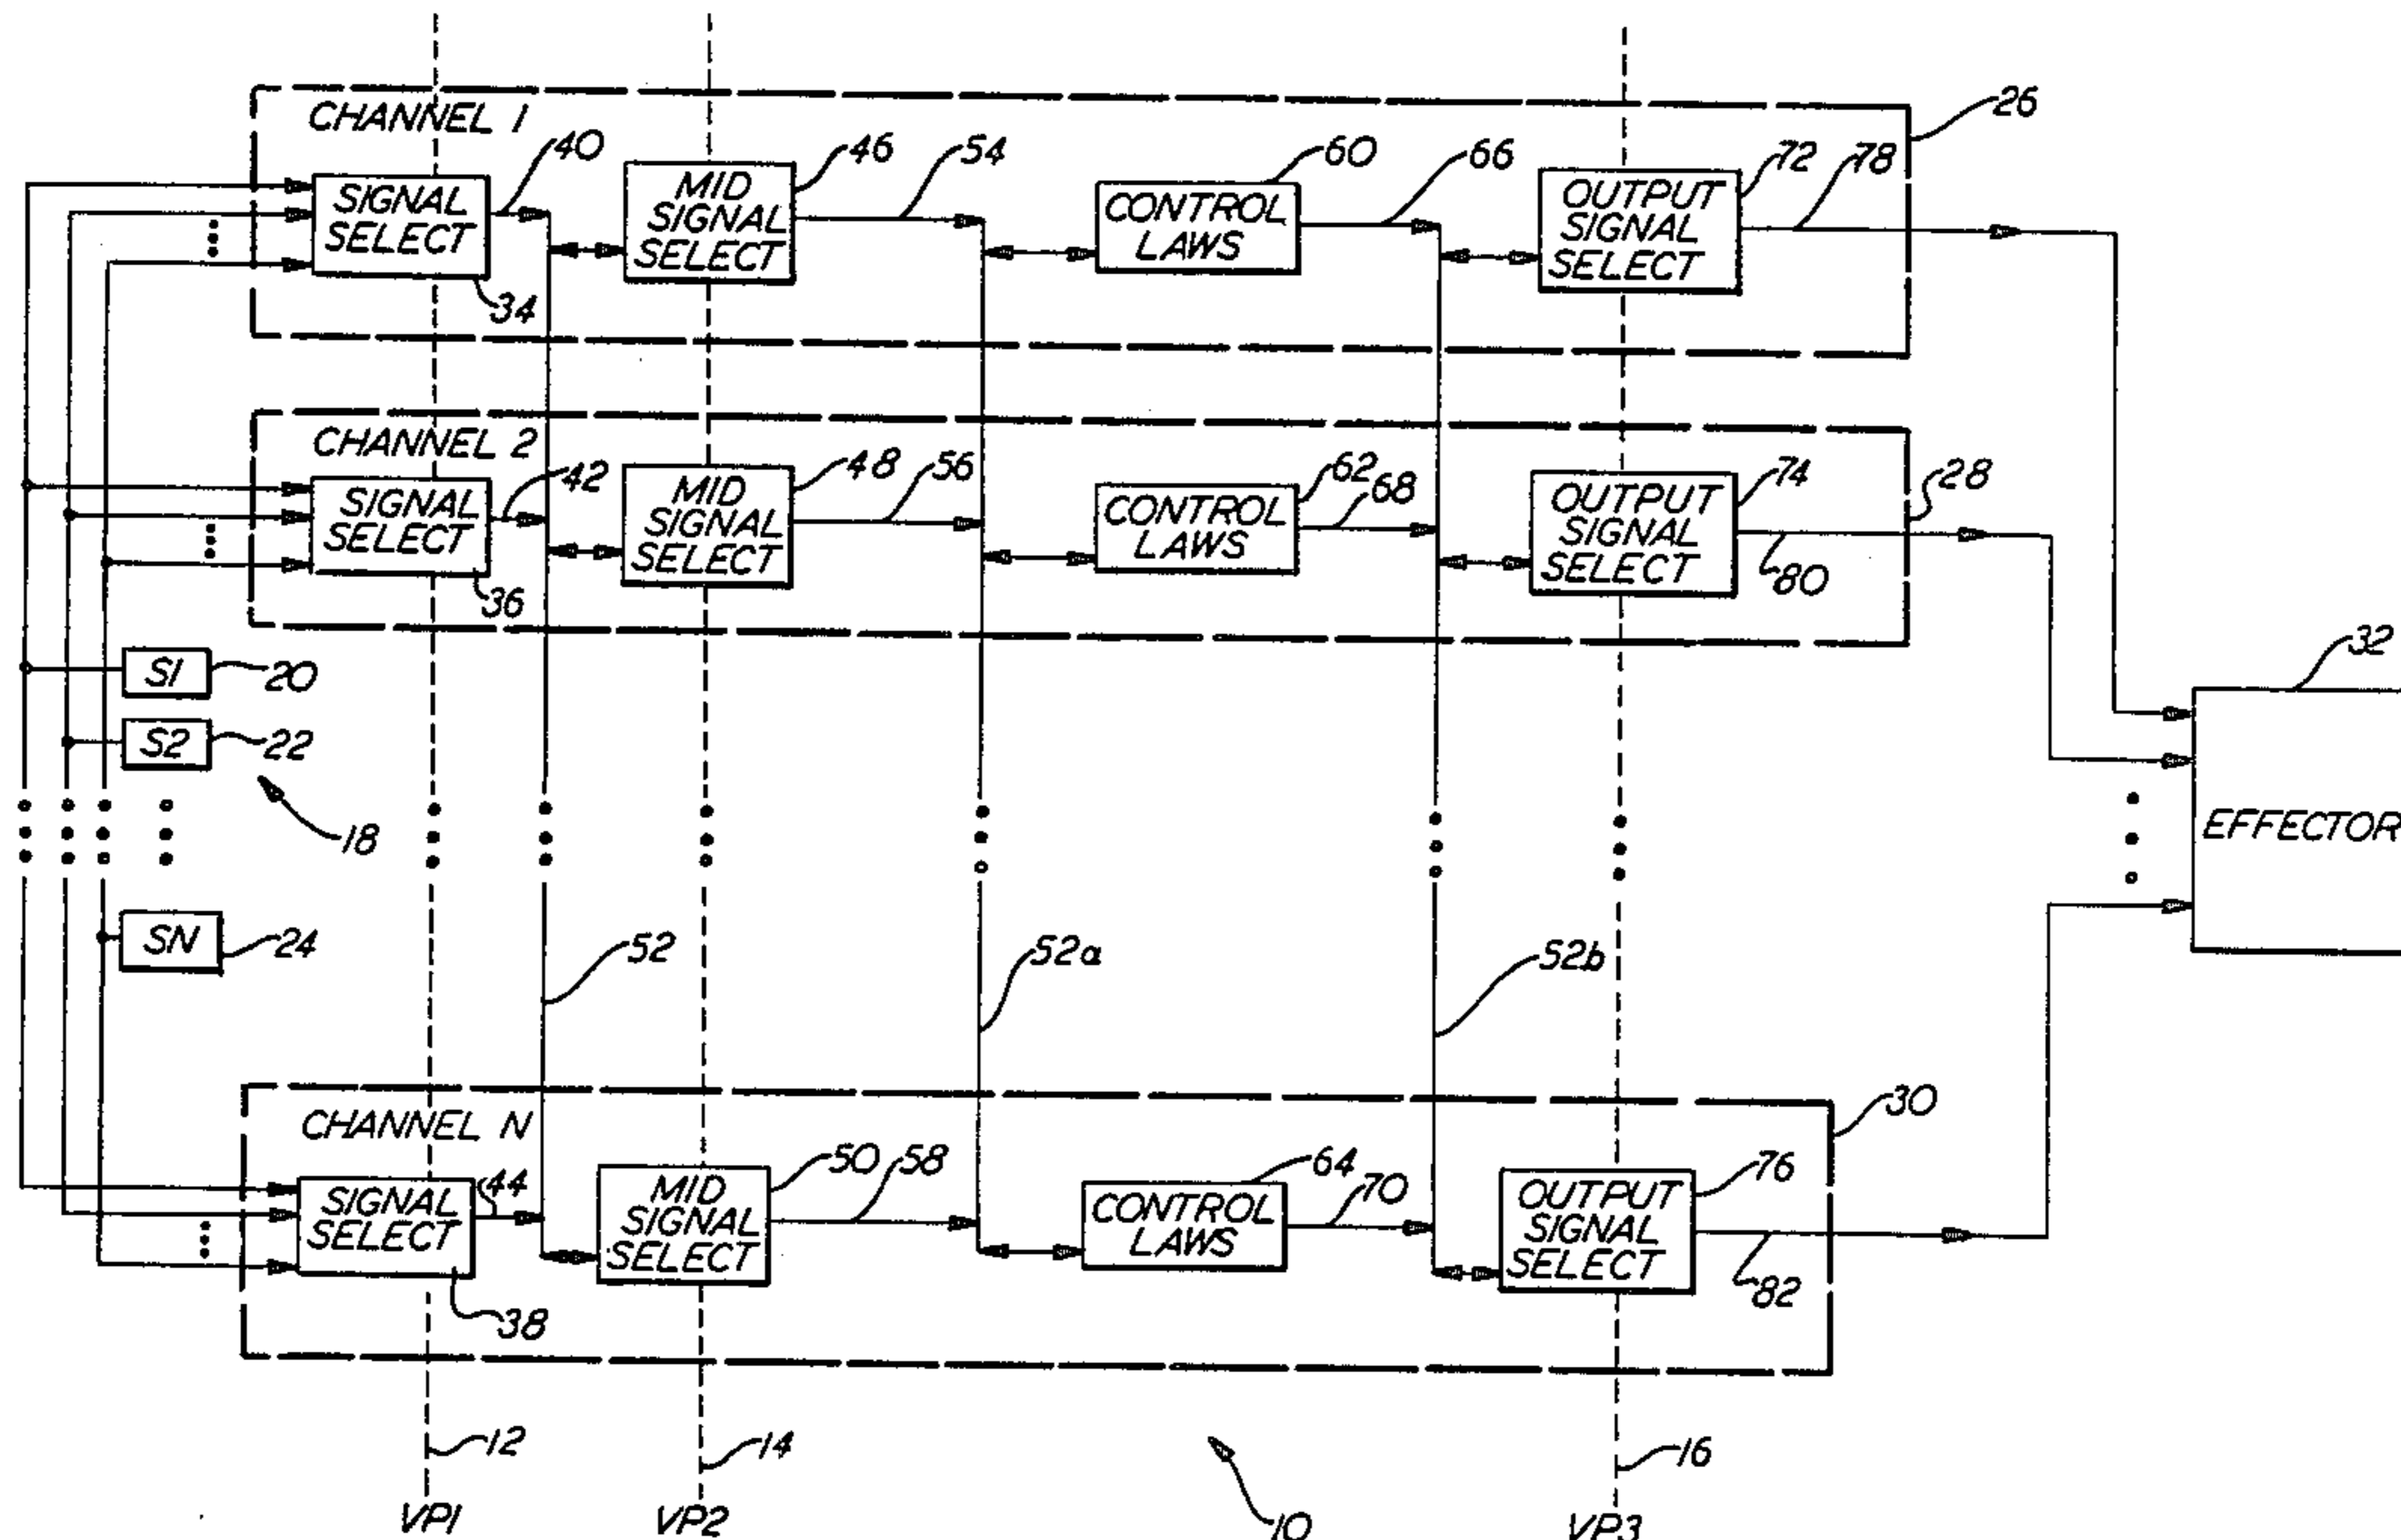 CHANNEL 1
26
40
46
54
60
66
72
78
SIGNAL
SELECT
34
MID
SIGNAL
SELECT
CONTROL
LAWS
OUTPUT
SIGNAL
SELECT
CHANNEL 2
28
42
48
56
62
68
74
SIGNAL
SELECT
36
MID
SIGNAL
SELECT
CONTROL
LAWS
OUTPUT
SIGNAL
SELECT
80
S1
20
S2
22
18
SN
24
32
EFFECTOR
52
52a
52b
CHANNEL N
30
44
50
58
64
70
76
SIGNAL
SELECT
38
MID
SIGNAL
SELECT
CONTROL
LAWS
OUTPUT
SIGNAL
SELECT
82
12
14
16
VP1
VP2
10
VP3